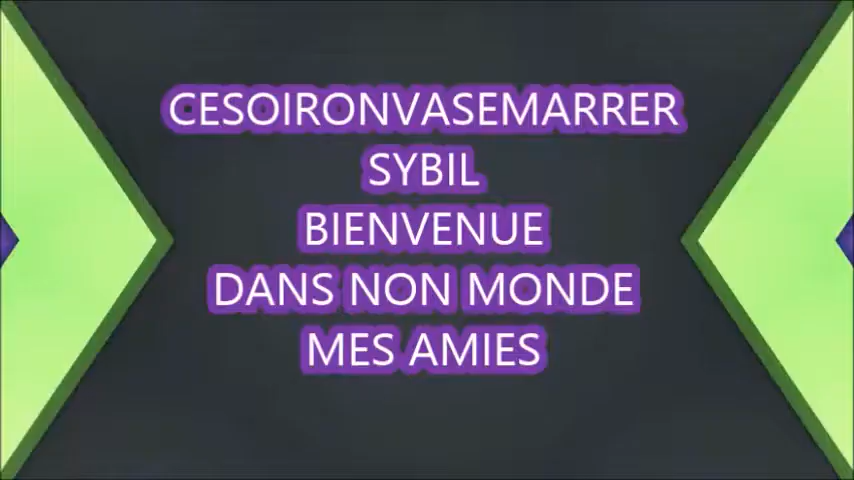 CESOIRONVASEMARRER
SYBIL
BIENVENUE
DANS NON MONDE
MES AMIES